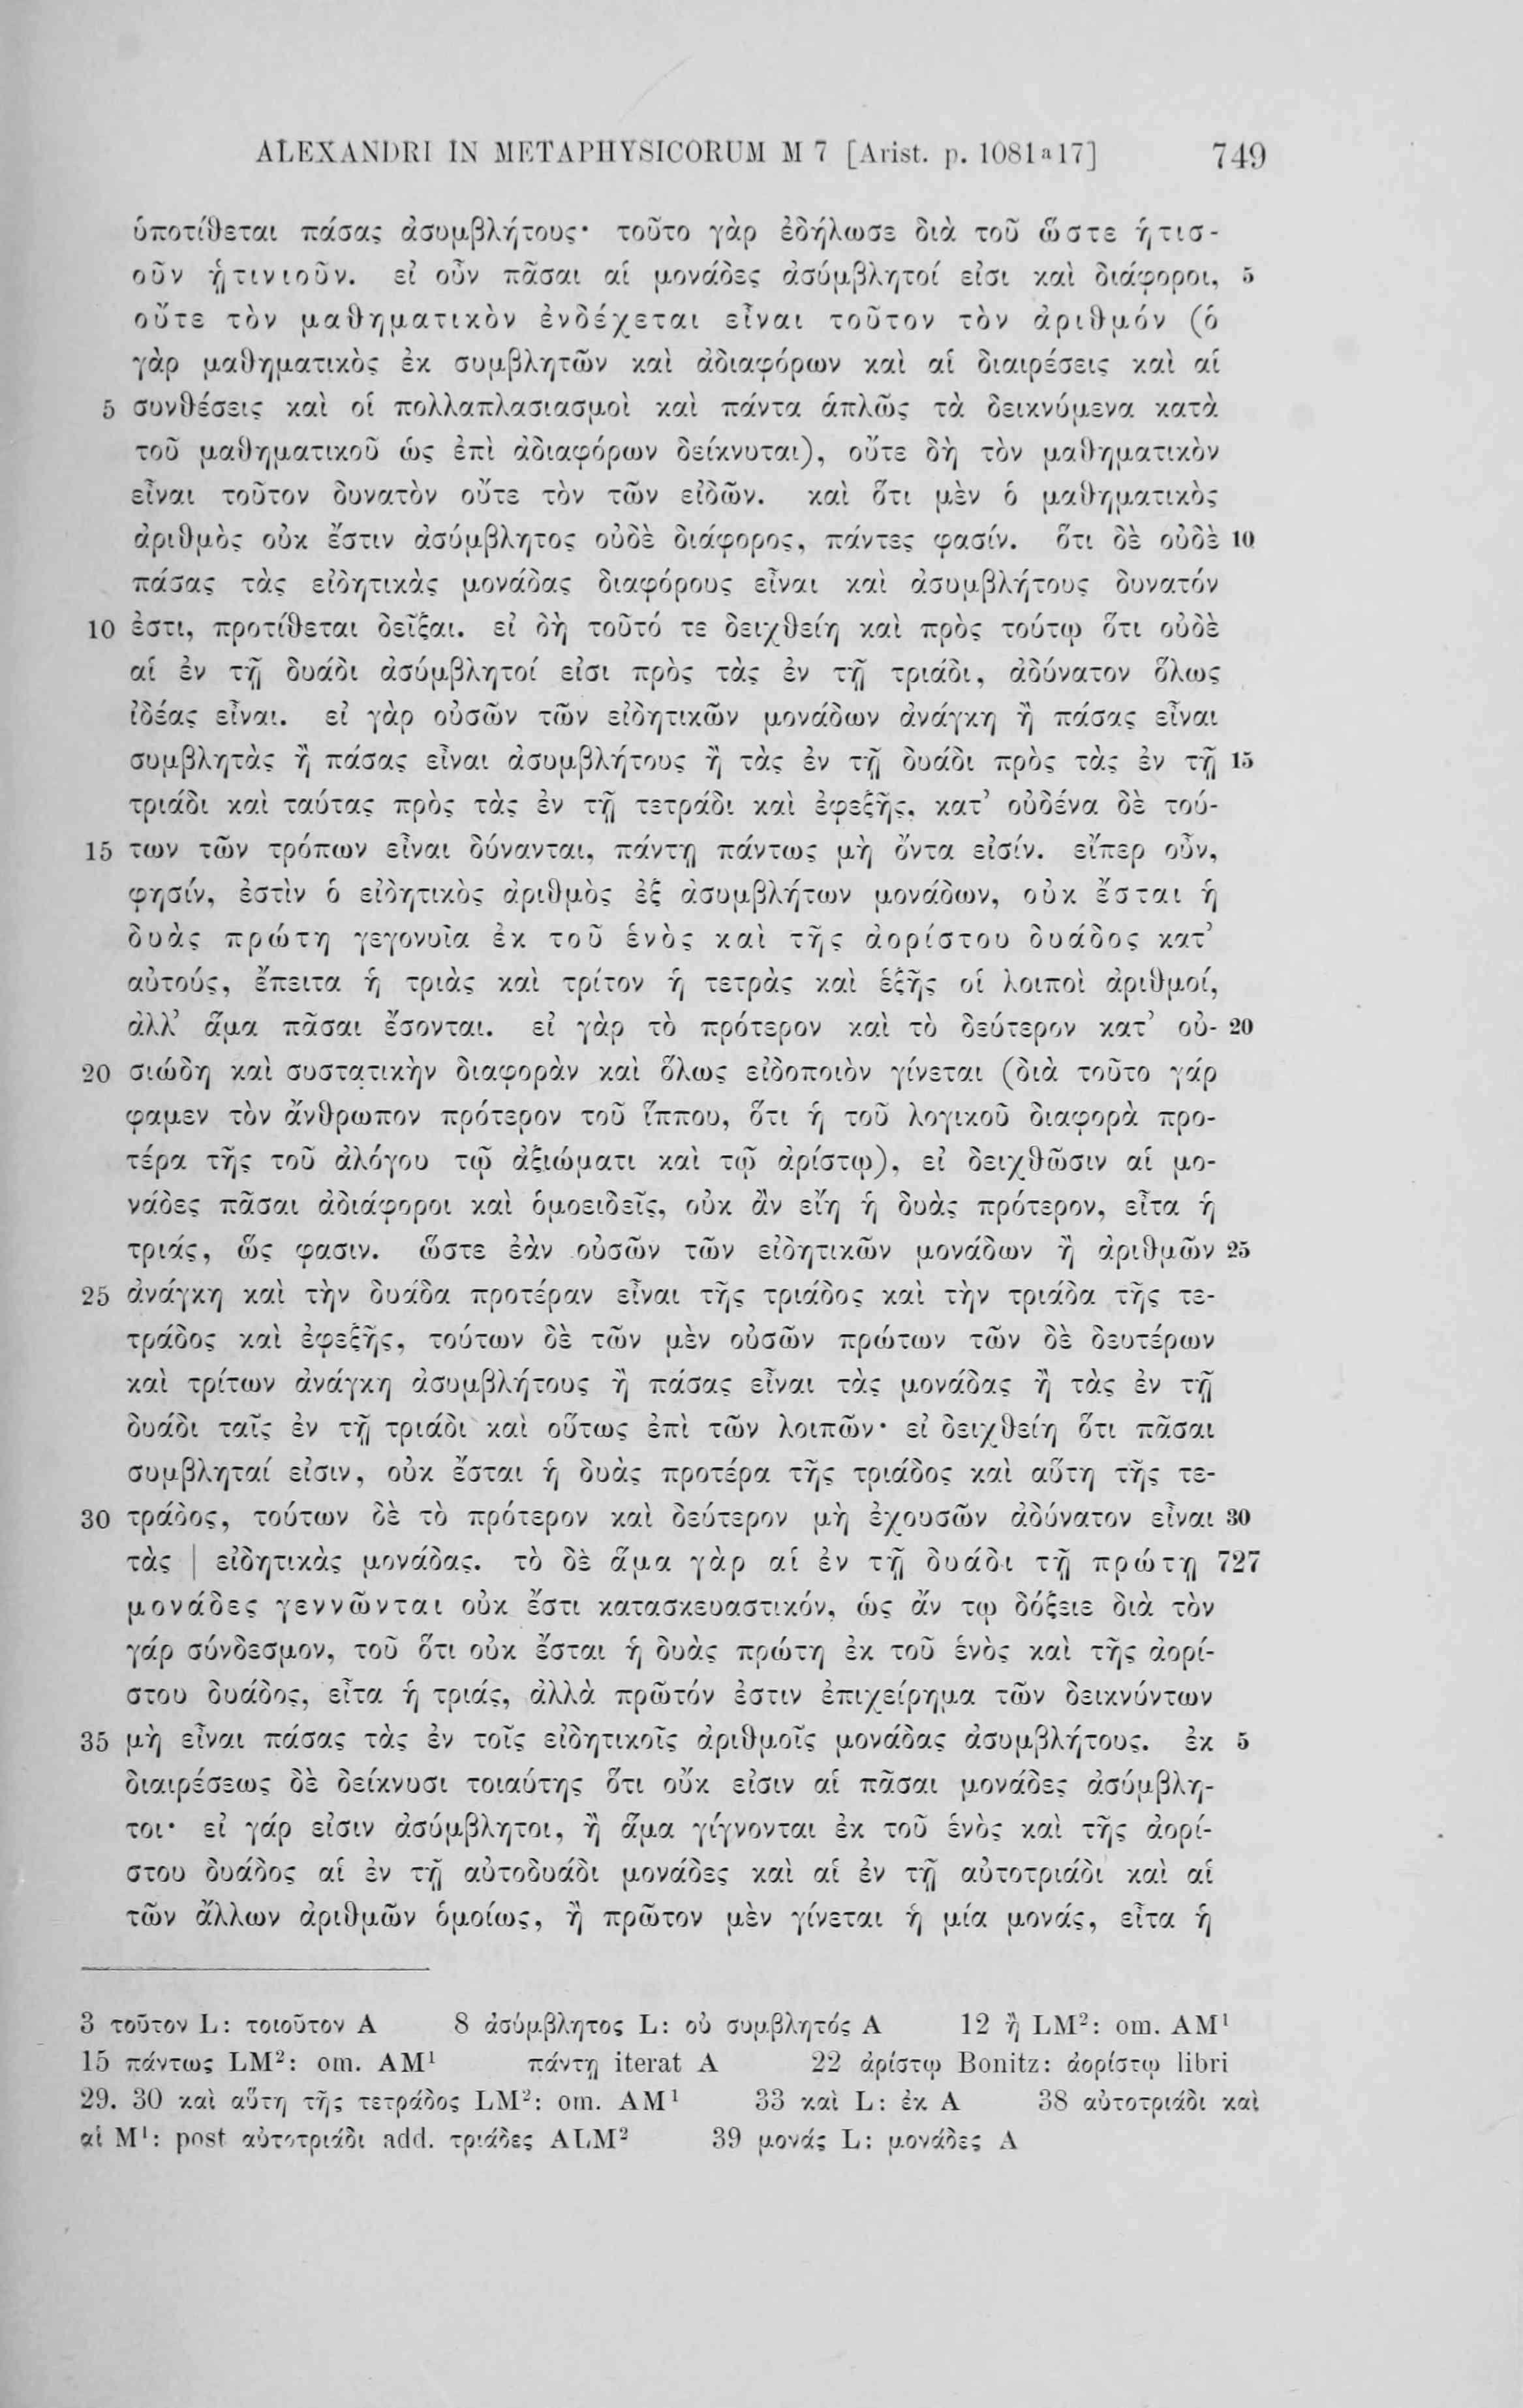 ALEXANDRI IN METAPHYSICORUM M 7 [Arist. p. 1081ᵃ17] 749
ὑποτίθεται πάσας ἀσυμβλήτους· τοῦτο γὰρ ἐδήλωσε διὰ τοῦ ὥστε ἡτισ-
οῦν ᾑτινιοῦν. εἰ οὖν πᾶσαι αἱ μονάδες ἀσύμβλητοί εἰσι καὶ διάφοροι, 5
οὔτε τὸν μαθηματικὸν ἐνδέχεται εἶναι τοῦτον τὸν ἀριθμόν (ὁ
γὰρ μαθηματικὸς ἐκ συμβλητῶν καὶ ἀδιαφόρων καὶ αἱ διαιρέσεις καὶ αἱ
5 συνθέσεις καὶ οἱ πολλαπλασιασμοὶ καὶ πάντα ἁπλῶς τὰ δεικνύμενα κατὰ
τοῦ μαθηματικοῦ ὡς ἐπὶ ἀδιαφόρων δείκνυται), οὔτε δὴ τὸν μαθηματικὸν
εἶναι τοῦτον δυνατὸν οὔτε τὸν τῶν εἰδῶν. καὶ ὅτι μὲν ὁ μαθηματικὸς
ἀριθμὸς οὐκ ἔστιν ἀσύμβλητος οὐδὲ διάφορος, πάντες φασίν. ὅτι δὲ οὐδὲ 10
πάσας τὰς εἰδητικὰς μονάδας διαφόρους εἶναι καὶ ἀσυμβλήτους δυνατόν
10 ἐστι, προτίθεται δεῖξαι. εἰ δὴ τοῦτό τε δειχθείη καὶ πρὸς τούτῳ ὅτι οὐδὲ
αἱ ἐν τῇ δυάδι ἀσύμβλητοί εἰσι πρὸς τὰς ἐν τῇ τριάδι, ἀδύνατον ὅλως
ἰδέας εἶναι. εἰ γὰρ οὐσῶν τῶν εἰδητικῶν μονάδων ἀνάγκη ἢ πάσας εἶναι
συμβλητὰς ἢ πάσας εἶναι ἀσυμβλήτους ἢ τὰς ἐν τῇ δυάδι πρὸς τὰς ἐν τῇ 15
τριάδι καὶ ταύτας πρὸς τὰς ἐν τῇ τετράδι καὶ ἐφεξῆς, κατ’ οὐδένα δὲ τού-
15 των τῶν τρόπων εἶναι δύνανται, πάντῃ πάντως μὴ ὄντα εἰσίν. εἴπερ οὖν,
φησίν, ἐστὶν ὁ εἰδητικὸς ἀριθμὸς ἐξ ἀσυμβλήτων μονάδων, οὐκ ἔσται ἡ
δυὰς πρώτη γεγονυῖα ἐκ τοῦ ἑνὸς καὶ τῆς ἀορίστου δυάδος κατ’
αὐτούς, ἔπειτα ἡ τριὰς καὶ τρίτον ἡ τετρὰς καὶ ἑξῆς οἱ λοιποὶ ἀριθμοί,
ἀλλ’ ἅμα πᾶσαι ἔσονται. εἰ γὰρ τὸ πρότερον καὶ τὸ δεύτερον κατ’ οὐ- 20
20 σιώδη καὶ συστατικὴν διαφορὰν καὶ ὅλως εἰδοποιὸν γίνεται (διὰ τοῦτο γάρ
φαμεν τὸν ἄνθρωπον πρότερον τοῦ ἵππου, ὅτι ἡ τοῦ λογικοῦ διαφορὰ προ-
τέρα τῆς τοῦ ἀλόγου τῷ ἀξιώματι καὶ τῷ ἀρίστῳ), εἰ δειχθῶσιν αἱ μο-
νάδες πᾶσαι ἀδιάφοροι καὶ ὁμοειδεῖς, οὐκ ἂν εἴη ἡ δυὰς πρότερον, εἶτα ἡ
τριάς, ὥς φασιν. ὥστε ἐὰν οὐσῶν τῶν εἰδητικῶν μονάδων ἢ ἀριθμῶν 25
25 ἀνάγκη καὶ τὴν δυάδα προτέραν εἶναι τῆς τριάδος καὶ τὴν τριάδα τῆς τε-
τράδος καὶ ἐφεξῆς, τούτων δὲ τῶν μὲν οὐσῶν πρώτων τῶν δὲ δευτέρων
καὶ τρίτων ἀνάγκη ἀσυμβλήτους ἢ πάσας εἶναι τὰς μονάδας ἢ τὰς ἐν τῇ
δυάδι ταῖς ἐν τῇ τριάδι καὶ οὕτως ἐπὶ τῶν λοιπῶν· εἰ δειχθείη ὅτι πᾶσαι
συμβληταί εἰσιν, οὐκ ἔσται ἡ δυὰς προτέρα τῆς τριάδος καὶ αὕτη τῆς τε-
30 τράδος, τούτων δὲ τὸ πρότερον καὶ δεύτερον μὴ ἐχουσῶν ἀδύνατον εἶναι 30
τὰς | εἰδητικὰς μονάδας. τὸ δὲ ἅμα γὰρ αἱ ἐν τῇ δυάδι τῇ πρώτῃ 727
μονάδες γεννῶνται οὐκ ἔστι κατασκευαστικόν, ὡς ἄν τῳ δόξειε διὰ τὸν
γάρ σύνδεσμον, τοῦ ὅτι οὐκ ἔσται ἡ δυὰς πρώτη ἐκ τοῦ ἑνὸς καὶ τῆς ἀορί-
στου δυάδος, εἶτα ἡ τριάς, ἀλλὰ πρῶτόν ἐστιν ἐπιχείρημα τῶν δεικνύντων
35 μὴ εἶναι πάσας τὰς ἐν τοῖς εἰδητικοῖς ἀριθμοῖς μονάδας ἀσυμβλήτους. ἐκ 5
διαιρέσεως δὲ δείκνυσι τοιαύτης ὅτι οὔκ εἰσιν αἱ πᾶσαι μονάδες ἀσύμβλη-
τοι· εἰ γάρ εἰσιν ἀσύμβλητοι, ἢ ἅμα γίγνονται ἐκ τοῦ ἑνὸς καὶ τῆς ἀορί-
στου δυάδος αἱ ἐν τῇ αὐτοδυάδι μονάδες καὶ αἱ ἐν τῇ αὐτοτριάδι καὶ αἱ
τῶν ἄλλων ἀριθμῶν ὁμοίως, ἢ πρῶτον μὲν γίνεται ἡ μία μονάς, εἶτα ἡ
3 τοῦτον L: τοιοῦτον A 8 ἀσύμβλητος L: οὐ συμβλητός A 12 ἢ LM²: om. AM¹
15 πάντως LM²: om. AM¹ πάντῃ iterat A 22 ἀρίστῳ Bonitz: ἀορίστῳ libri
29. 30 καὶ αὕτη τῆς τετράδος LM²: om. AM¹ 33 καὶ L: ἐκ A 38 αὐτοτριάδι καὶ
αἱ M¹: post αὐτοτριάδι add. τριάδες ALM² 39 μονάς L: μονάδες A